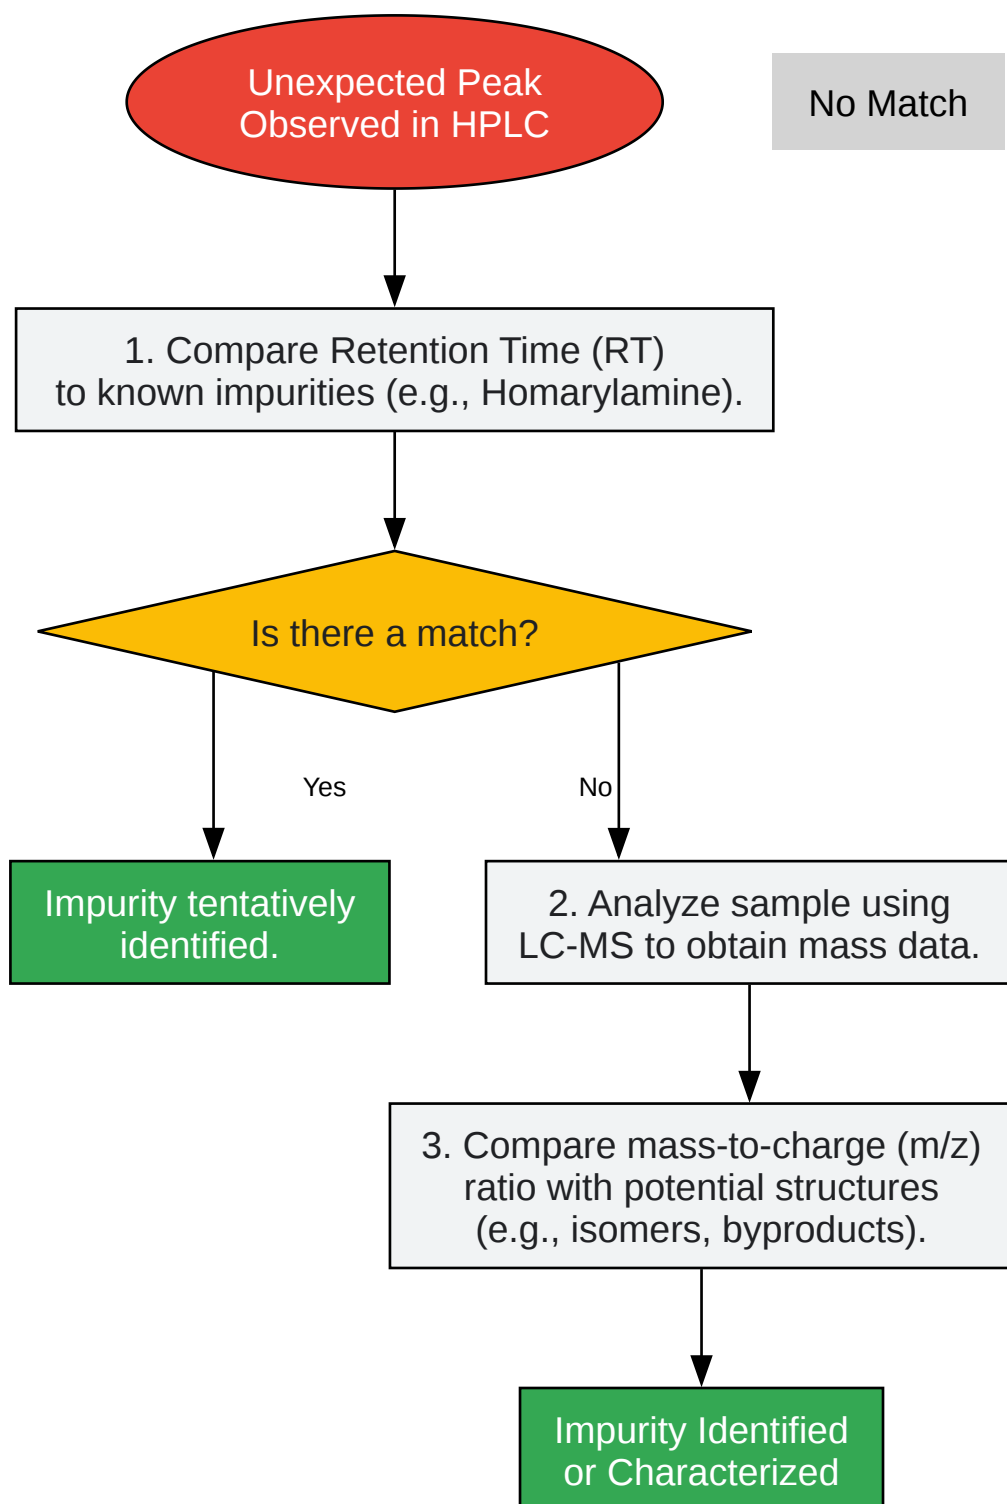 Unexpected Peak
Observed in HPLC
No Match
1. Compare Retention Time (RT)
to known impurities (e.g., Homarylamine).
Is there a match?
Yes
No
Impurity tentatively
identified.
2. Analyze sample using
LC-MS to obtain mass data.
3. Compare mass-to-charge (m/z)
ratio with potential structures
(e.g., isomers, byproducts).
Impurity Identified
or Characterized